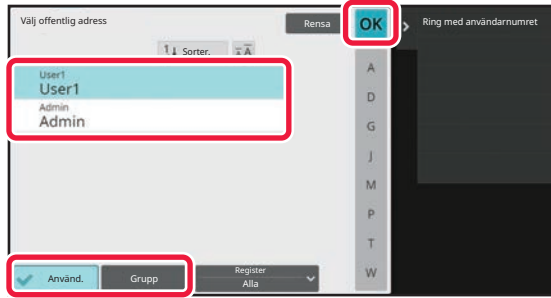 Välj offentlig adress
Rensa
OK
Ring med användarnumret
Sorter.
A
User1
User1
Admin
Admin
A
D
G
J
M
P
T
W
Använd.
Grupp
Register
Alla